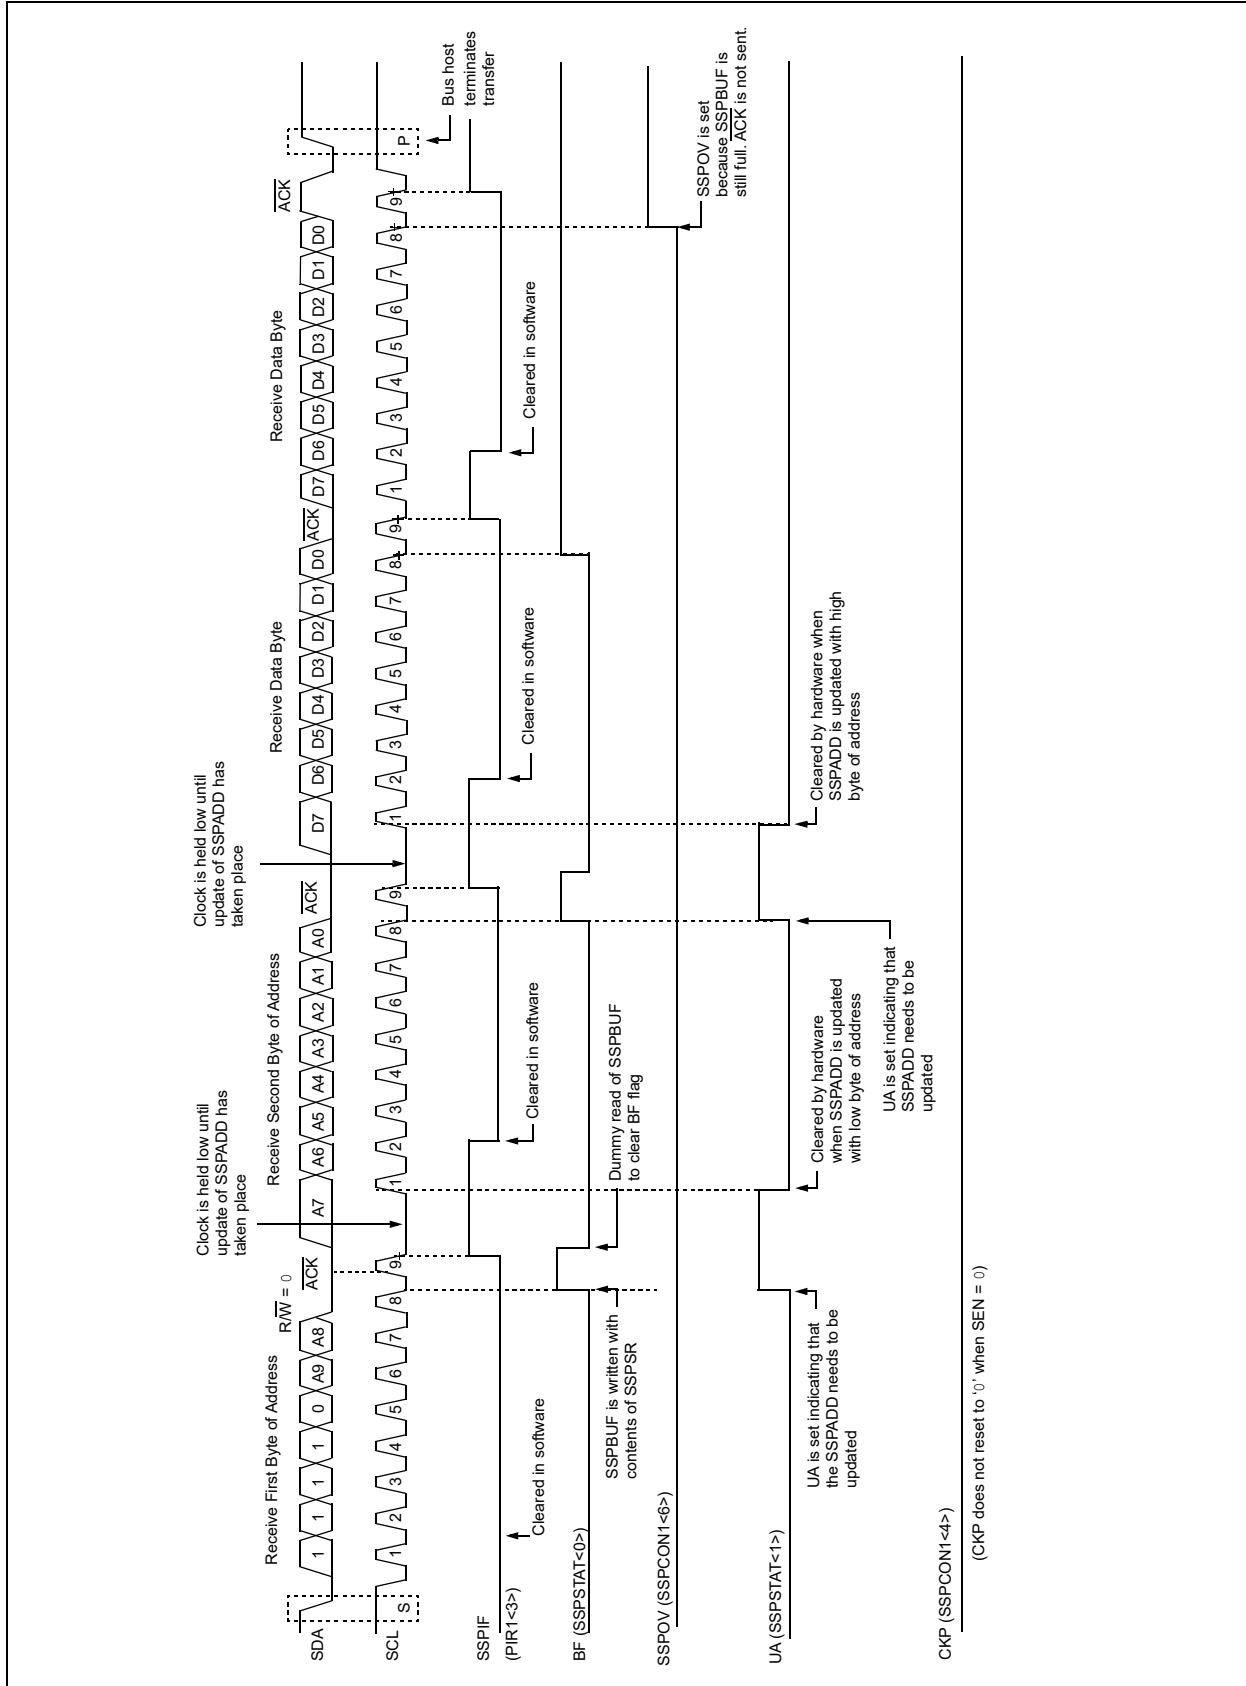 Receive First Byte of Address
R/W = 0
Receive Second Byte of Address
Receive Data Byte
Receive Data Byte
Clock is held low until
update of SSPADD has
taken place
Clock is held low until
update of SSPADD has
taken place
SDA
1 1 1 1 0 A9 A8 ACK A7 A6 A5 A4 A3 A2 A1 A0 ACK D7 D6 D5 D4 D3 D2 D1 D0 ACK D7 D6 D5 D4 D3 D2 D1 D0 ACK
SCL
S 1 2 3 4 5 6 7 8 9 1 2 3 4 5 6 7 8 9 1 2 3 4 5 6 7 8 9 1 2 3 4 5 6 7 8 9 P
Bus host
terminates
transfer
SSPIF
(PIR1<3>)
Cleared in software
Cleared in software
Cleared in software
Cleared in software
BF (SSPSTAT<0>)
SSPBUF is written with
contents of SSPSR
Dummy read of SSPBUF
to clear BF flag
SSPOV (SSPCON1<6>)
SSPOV is set
because SSPBUF is
still full. ACK is not sent.
UA (SSPSTAT<1>)
UA is set indicating that
the SSPADD needs to be
updated
Cleared by hardware
when SSPADD is updated
with low byte of address
UA is set indicating that
SSPADD needs to be
updated
Cleared by hardware when
SSPADD is updated with high
byte of address
CKP (SSPCON1<4>)
(CKP does not reset to ‘0’ when SEN = 0)